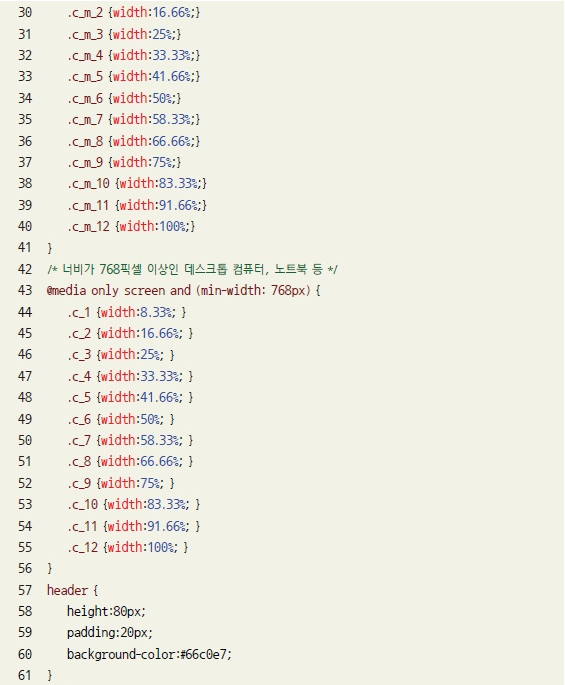 30 .c_m_2 {width:16.66%;}
31 .c_m_3 {width:25%;}
32 .c_m_4 {width:33.33%;}
33 .c_m_5 {width:41.66%;}
34 .c_m_6 {width:50%;}
35 .c_m_7 {width:58.33%;}
36 .c_m_8 {width:66.66%;}
37 .c_m_9 {width:75%;}
38 .c_m_10 {width:83.33%;}
39 .c_m_11 {width:91.66%;}
40 .c_m_12 {width:100%;}
41 }
42 /* 너비가 768픽셀 이상인 데스크톱 컴퓨터, 노트북 등 */
43 @media only screen and (min-width: 768px) {
44 .c_1 {width:8.33%; }
45 .c_2 {width:16.66%; }
46 .c_3 {width:25%; }
47 .c_4 {width:33.33%; }
48 .c_5 {width:41.66%; }
49 .c_6 {width:50%; }
50 .c_7 {width:58.33%; }
51 .c_8 {width:66.66%; }
52 .c_9 {width:75%; }
53 .c_10 {width:83.33%; }
54 .c_11 {width:91.66%; }
55 .c_12 {width:100%; }
56 }
57 header {
58 height:80px;
59 padding:20px;
60 background-color:#66c0e7;
61 }